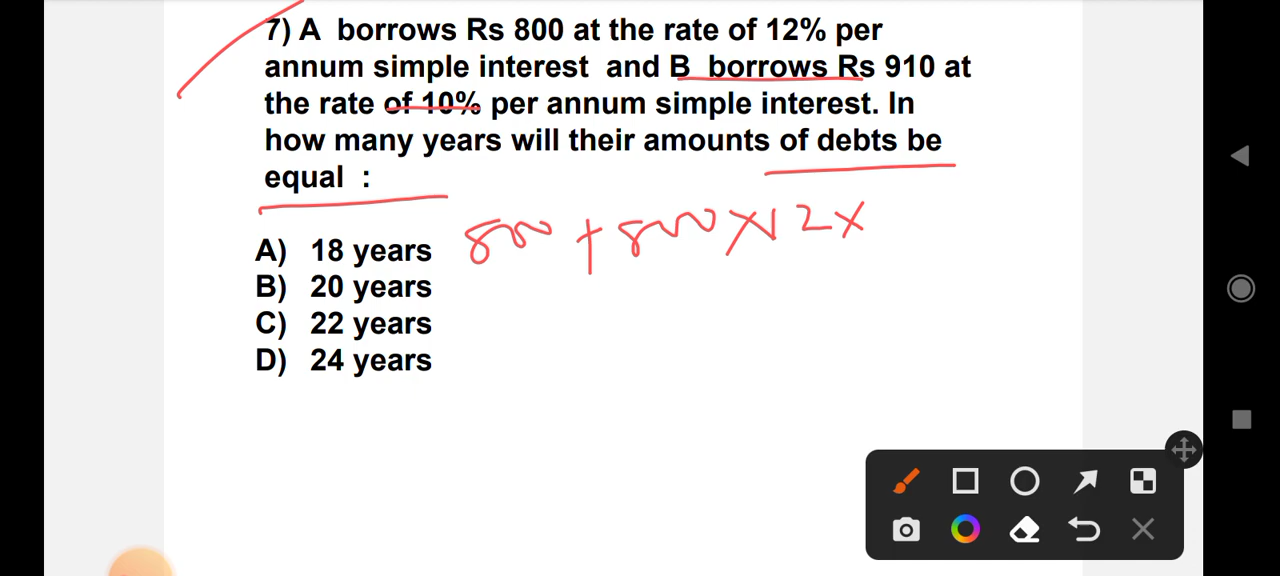 7) A borrows Rs 800 at the rate of 12% per
annum simple interest and B borrows Rs 910 at
the rate of 10% per annum simple interest. In
how many years will their amounts of debts be
equal :
800 + 800 × 12 ×
A) 18 years
B) 20 years
C) 22 years
D) 24 years